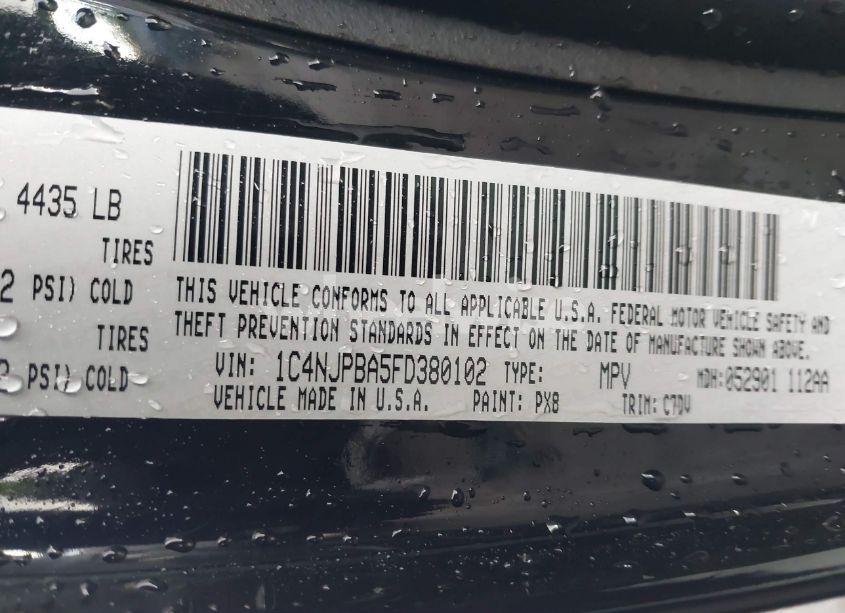 4435 LB
TIRES
2 PSI) COLD
TIRES
PSI) COLD
THIS VEHICLE CONFORMS TO ALL APPLICABLE U.S.A. FEDERAL MOTOR VEHICLE SAFETY AND
THEFT PREVENTION STANDARDS IN EFFECT ON THE DATE OF MANUFACTURE SHOWN ABOVE.
VIN: 1C4NJPBA5FD380102 TYPE: MPV MDH:052901 112AA
VEHICLE MADE IN U.S.A. PAINT: PX8 TRIM: C7DV